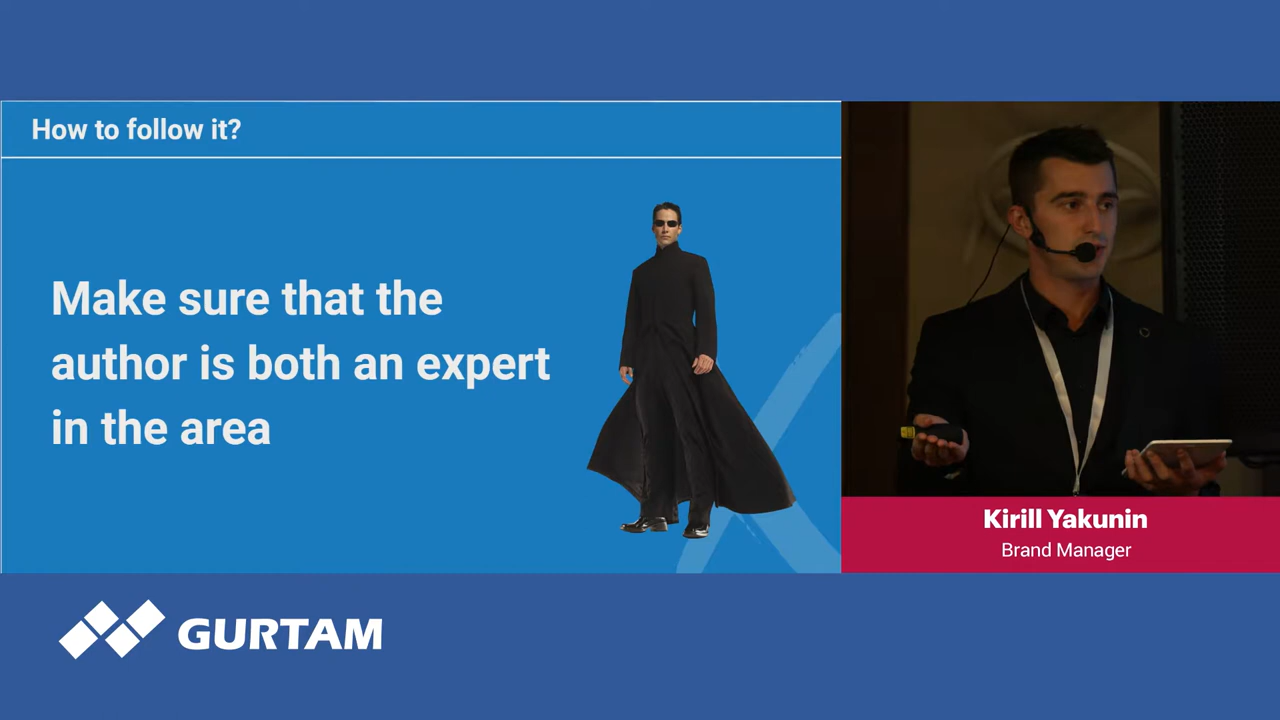 How to follow it?
Make sure that the
author is both an expert
in the area
Kirill Yakunin
Brand Manager
GURTAM